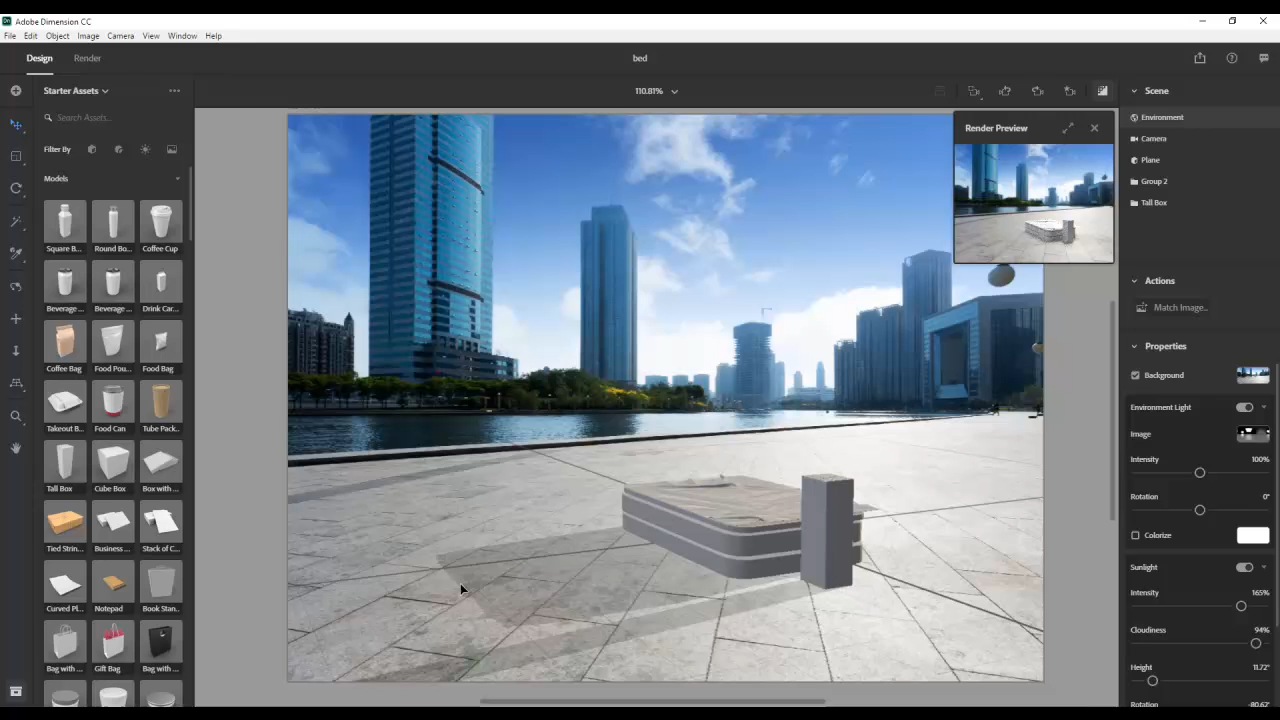 Dn Adobe Dimension CC
File Edit Object Image Camera View Window Help
Design Render bed
Starter Assets 110.81% Scene
Search Assets... Render Preview Environment
Filter By Camera
Models Plane
Group 2
Tall Box
Square B... Round Bo... Coffee Cup
Beverage ... Beverage ... Drink Car...
Coffee Bag Food Pou... Food Bag
Takeout B... Food Can Tube Pack...
Tall Box Cube Box Box with ...
Tied Strin... Business ... Stack of C...
Curved Pl... Notepad Book Stan...
Bag with ... Gift Bag Bag with ...
Actions
Match Image...
Properties
Background
Environment Light
Image
Intensity 100%
Rotation 0°
Colorize
Sunlight
Intensity 165%
Cloudiness 94%
Height 11.72°
Rotation -80.62°